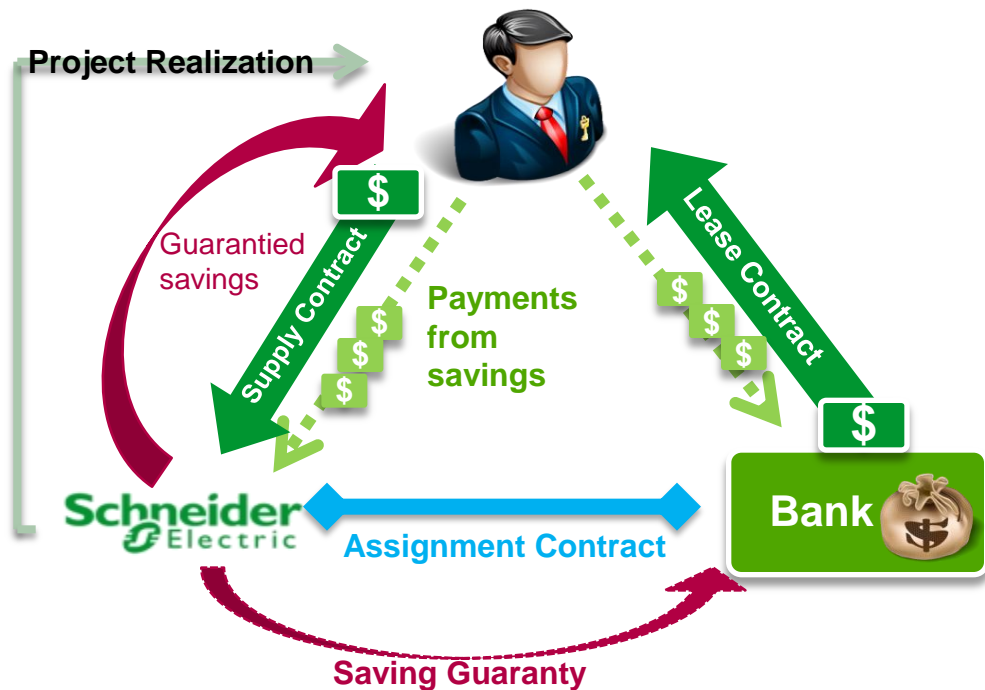 Project Realization
$
Guarantied
savings
Supply Contract
Lease Contract
Payments
from
savings
$
$
$
$
$
$
$
Bank
$
Schneider
Electric
Assignment Contract
Saving Guaranty